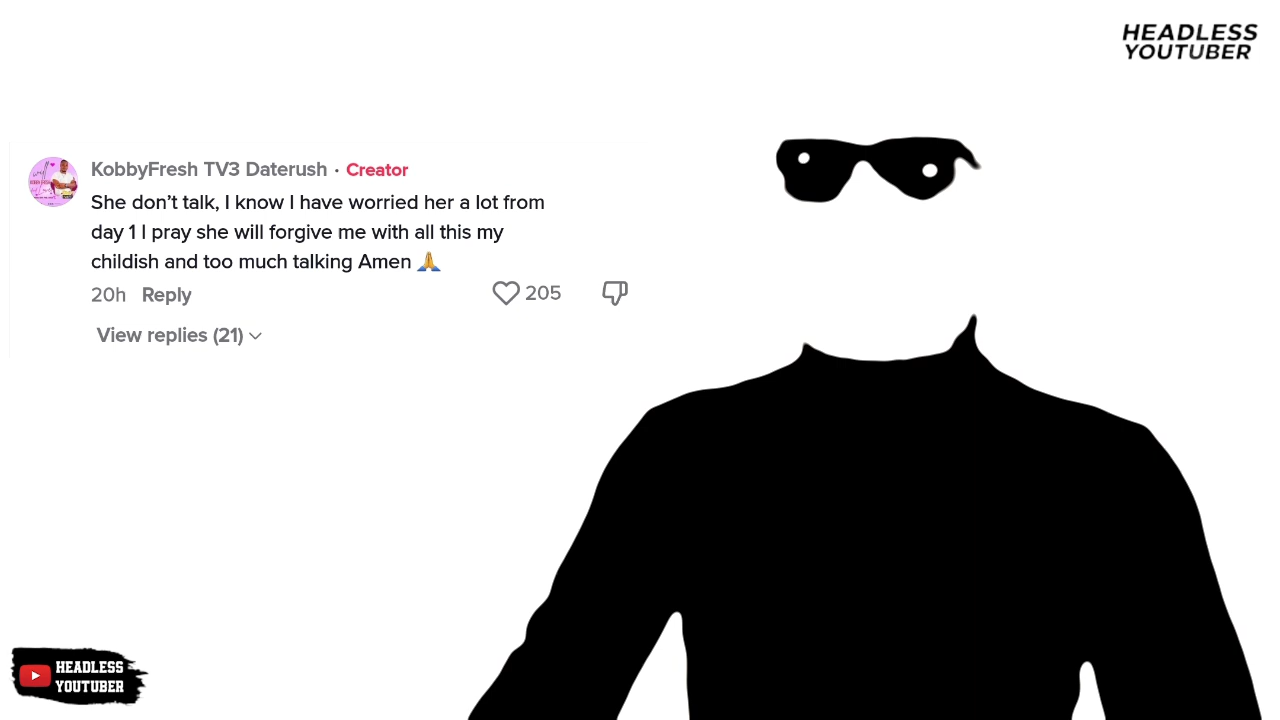 HEADLESS
YOUTUBER
KobbyFresh TV3 Daterush · Creator
She don’t talk, I know I have worried her a lot from
day 1 I pray she will forgive me with all this my
childish and too much talking Amen 🙏
20h Reply
205
View replies (21)
HEADLESS
YOUTUBER